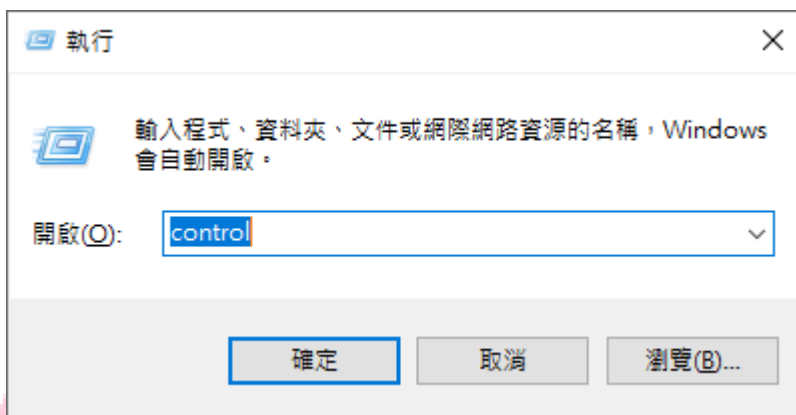 執行
輸入程式、資料夾、文件或網際網路資源的名稱，Windows
會自動開啟。
開啟(O):
control
確定
取消
瀏覽(B)...